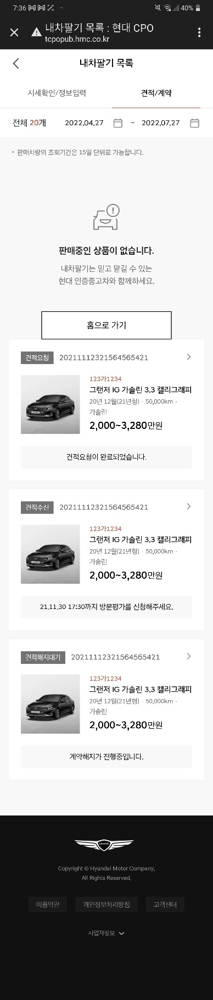 7:36
40%
내차팔기 목록 : 현대 CPO
tcpopub.hmc.co.kr
내차팔기 목록
시세확인/정보입력
견적/계약
전체 20개 2022.04.27 - 2022.07.27
· 판매차량의 조회기간은 15일 단위로 가능합니다.
판매중인 상품이 없습니다.
내차팔기는 믿고 맡길 수 있는
현대 인증중고차와 함께하세요.
홈으로 가기
견적요청 20211112321564565421
123가1234
그랜저 IG 가솔린 3.3 캘리그래피
20년 12월(21년형) · 50,000km ·
가솔린
2,000~3,280만원
견적요청이 완료되었습니다.
견적수신 20211112321564565421
123가1234
그랜저 IG 가솔린 3.3 캘리그래피
20년 12월(21년형) · 50,000km ·
가솔린
2,000~3,280만원
21.11.30 17:30까지 방문평가를 신청해주세요.
견적해지대기 20211112321564565421
123가1234
그랜저 IG 가솔린 3.3 캘리그래피
20년 12월(21년형) · 50,000km ·
가솔린
2,000~3,280만원
계약해지가 진행중입니다.
GENESIS
Copyright © Hyundai Motor Company.
All Rights Reserved.
이용약관
개인정보처리방침
고객센터
사업자정보